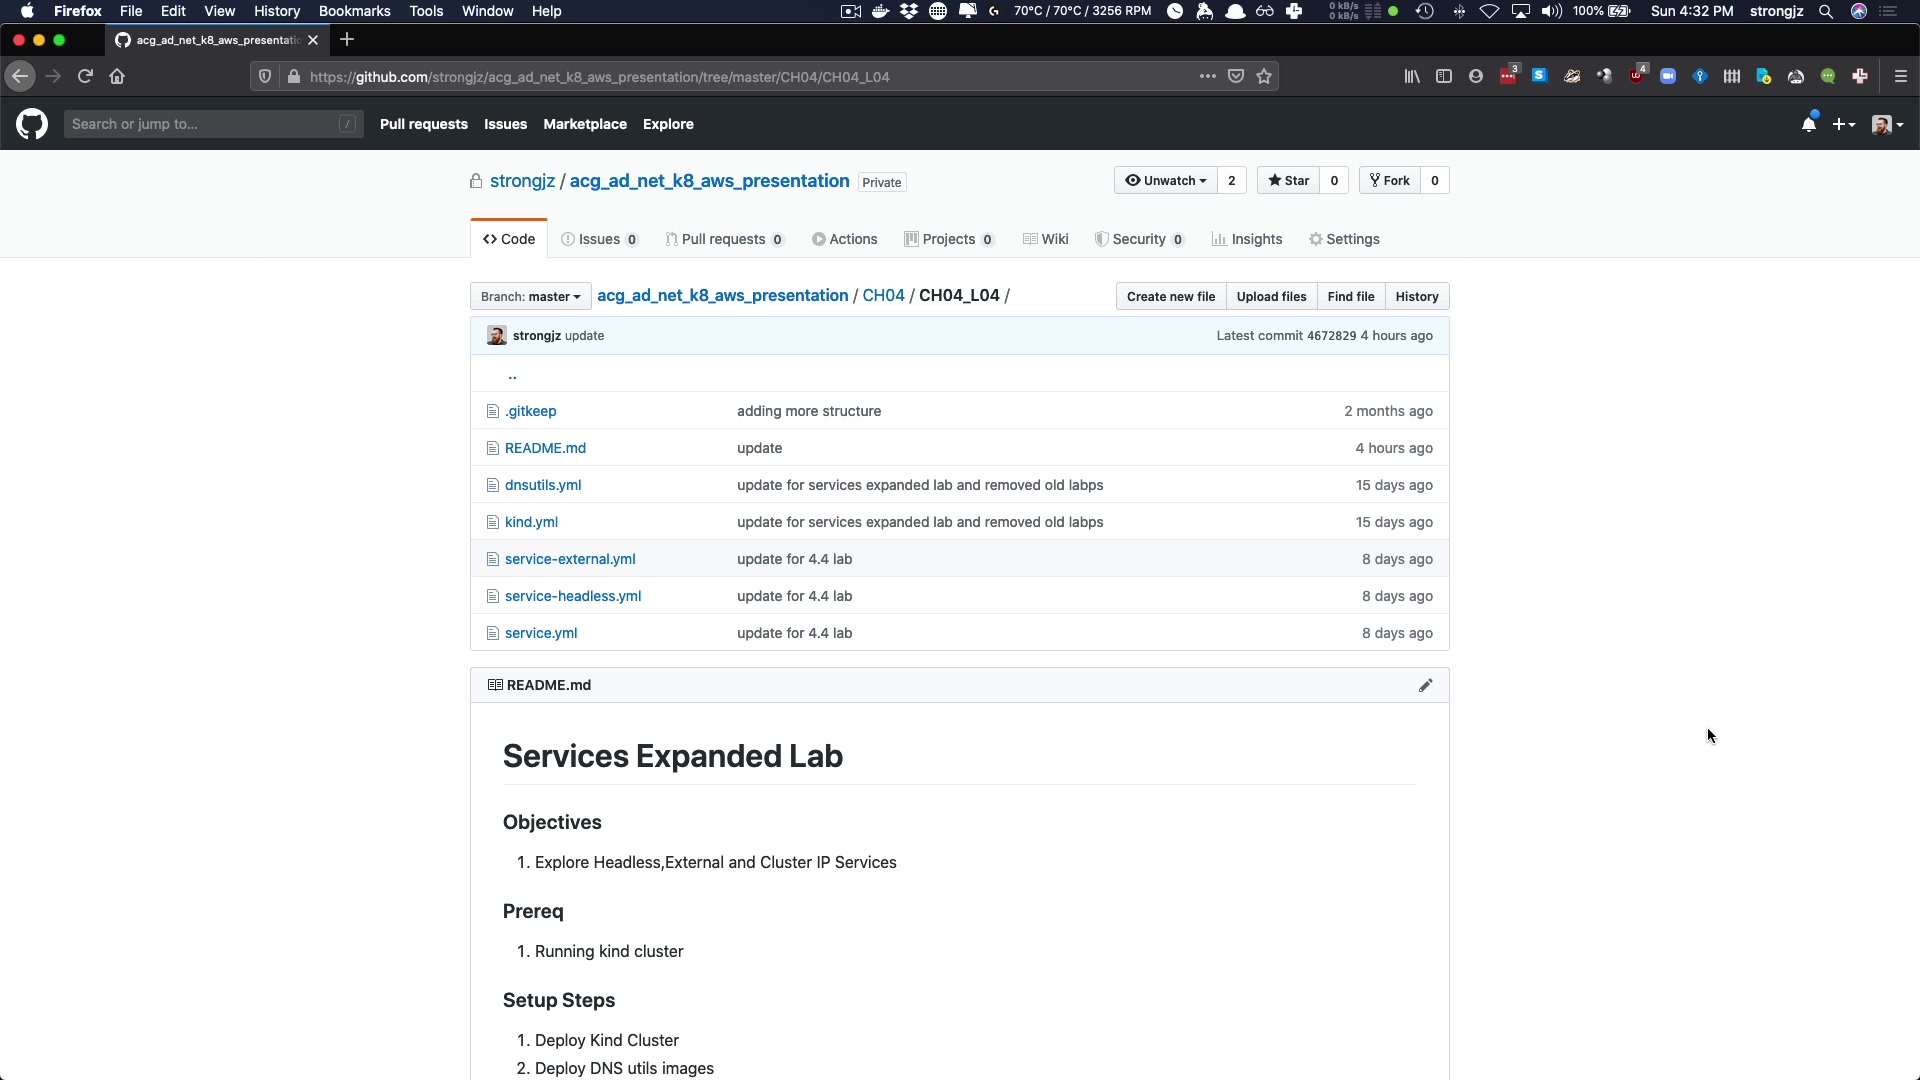 Firefox File Edit View History Bookmarks Tools Window Help 70°C / 70°C / 3256 RPM 0 kB/s 0 kB/s 100% Sun 4:32 PM strongjz
acg_ad_net_k8_aws_presentatic
https://github.com/strongjz/acg_ad_net_k8_aws_presentation/tree/master/CH04/CH04_L04 3 4
Search or jump to... / Pull requests Issues Marketplace Explore
strongjz / acg_ad_net_k8_aws_presentation Private Unwatch 2 Star 0 Fork 0
Code Issues 0 Pull requests 0 Actions Projects 0 Wiki Security 0 Insights Settings
Branch: master acg_ad_net_k8_aws_presentation / CH04 / CH04_L04 / Create new file Upload files Find file History
strongjz update Latest commit 4672829 4 hours ago
..
.gitkeep adding more structure 2 months ago
README.md update 4 hours ago
dnsutils.yml update for services expanded lab and removed old labps 15 days ago
kind.yml update for services expanded lab and removed old labps 15 days ago
service-external.yml update for 4.4 lab 8 days ago
service-headless.yml update for 4.4 lab 8 days ago
service.yml update for 4.4 lab 8 days ago
README.md
Services Expanded Lab
Objectives
1. Explore Headless,External and Cluster IP Services
Prereq
1. Running kind cluster
Setup Steps
1. Deploy Kind Cluster
2. Deploy DNS utils images